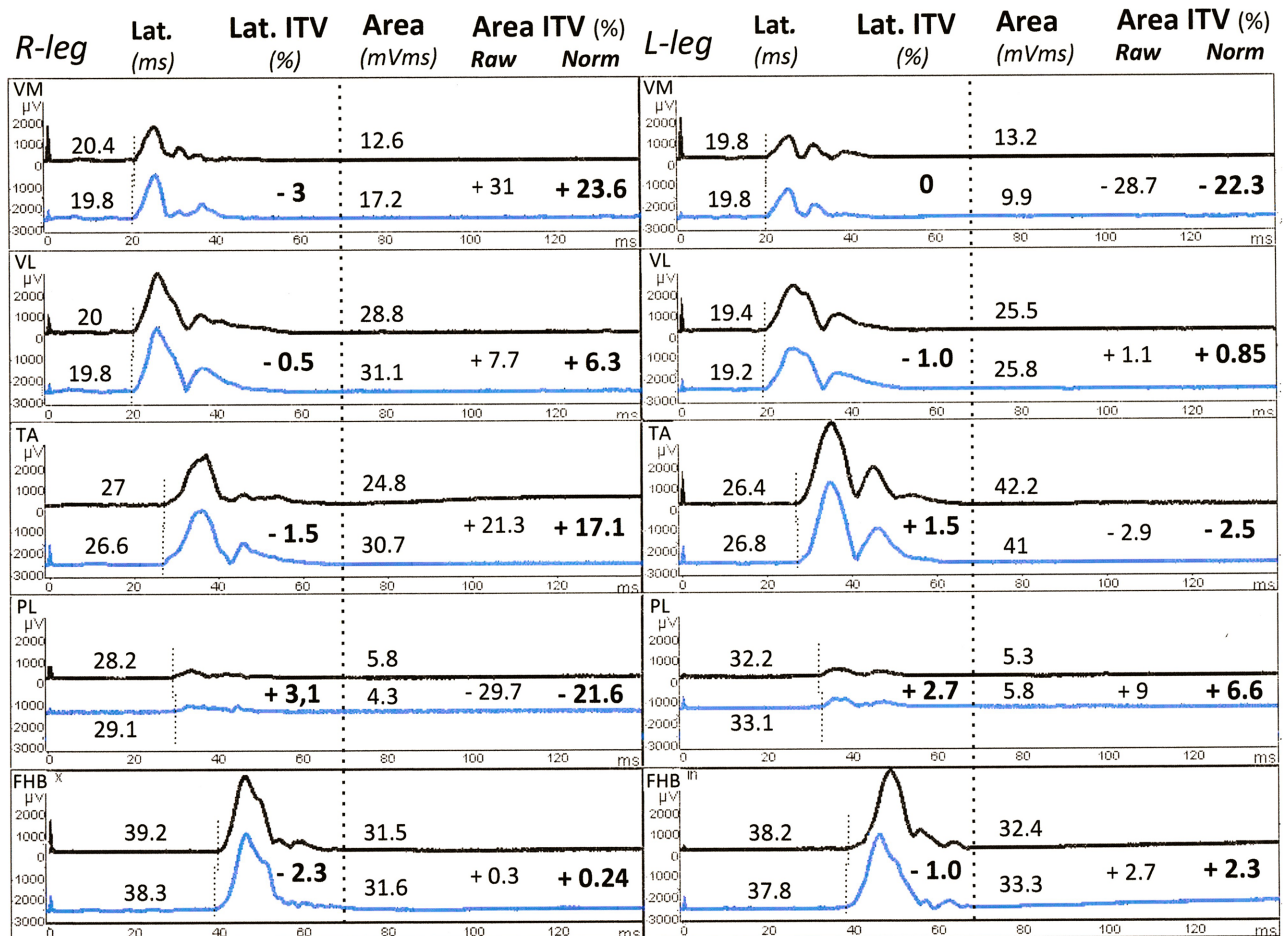 R-leg Lat. (ms) Lat. ITV (%) Area (mVms) Area ITV (%) Raw Norm
L-leg Lat. (ms) Lat. ITV (%) Area (mVms) Area ITV (%) Raw Norm
VM
µV
2000
1000
0
-1000
-2000
-3000
20.4 12.6
19.8 - 3 17.2 + 31 + 23.6
0 20 40 60 80 100 120 ms
VM
µV
2000
1000
0
-1000
-2000
-3000
19.8 13.2
19.8 0 9.9 - 28.7 - 22.3
0 20 40 60 80 100 120 ms
VL
µV
2000
1000
0
-1000
-2000
-3000
20 28.8
19.8 - 0.5 31.1 + 7.7 + 6.3
0 20 40 60 80 100 120 ms
VL
µV
2000
1000
0
-1000
-2000
-3000
19.4 25.5
19.2 - 1.0 25.8 + 1.1 + 0.85
0 20 40 60 80 100 120 ms
TA
µV
2000
1000
0
-1000
-2000
-3000
27 24.8
26.6 - 1.5 30.7 + 21.3 + 17.1
0 20 40 60 80 100 120 ms
TA
µV
2000
1000
0
-1000
-2000
-3000
26.4 42.2
26.8 + 1.5 41 - 2.9 - 2.5
0 20 40 60 80 100 120 ms
PL
µV
2000
1000
0
-1000
-2000
-3000
28.2 5.8
29.1 + 3,1 4.3 - 29.7 - 21.6
0 20 40 60 80 100 120 ms
PL
µV
2000
1000
0
-1000
-2000
-3000
32.2 5.3
33.1 + 2.7 5.8 + 9 + 6.6
0 20 40 60 80 100 120 ms
FHB x
µV
2000
1000
0
-1000
-2000
-3000
39.2 31.5
38.3 - 2.3 31.6 + 0.3 + 0.24
0 20 40 60 80 100 120 ms
FHB in
µV
2000
1000
0
-1000
-2000
-3000
38.2 32.4
37.8 - 1.0 33.3 + 2.7 + 2.3
0 20 40 60 80 100 120 ms